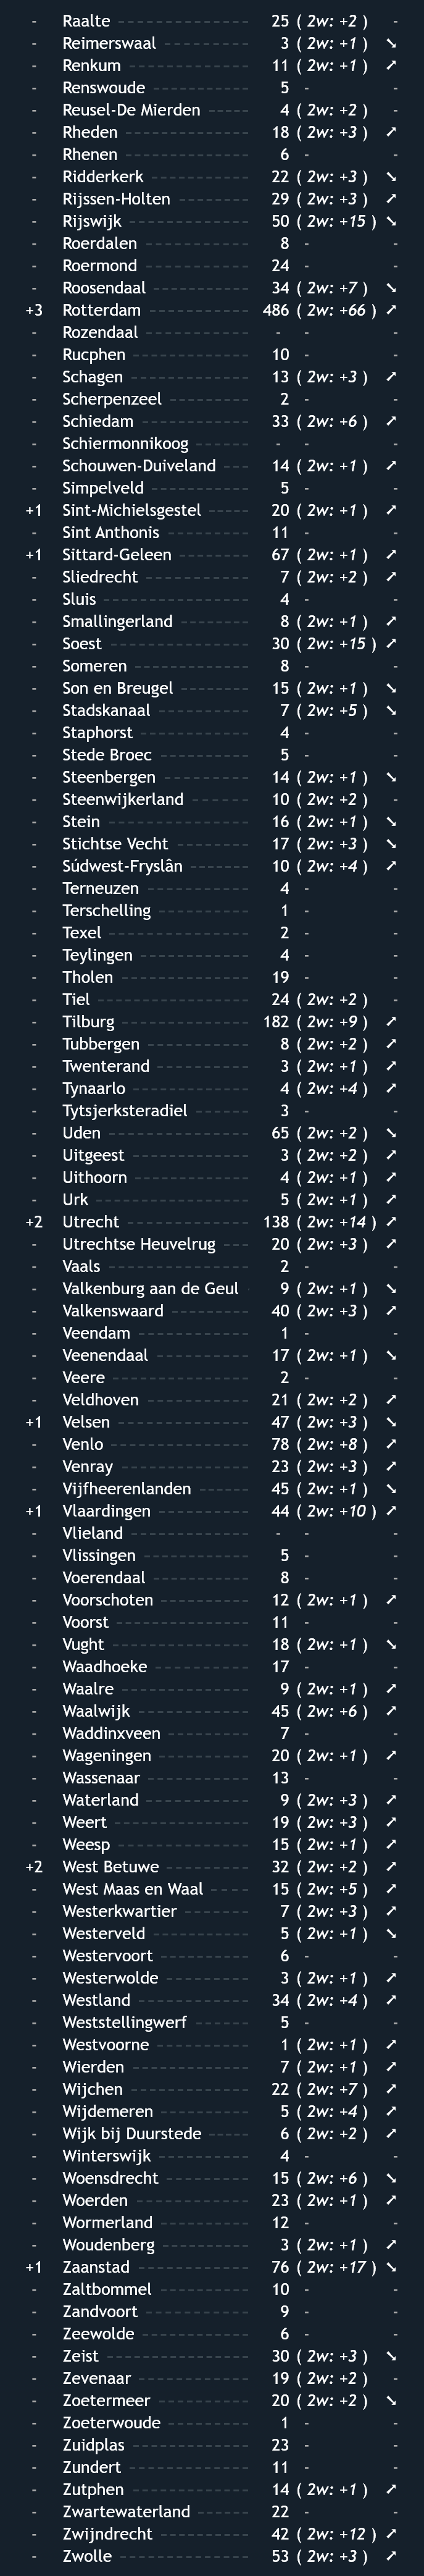 - Raalte 25 ( 2w: +2 ) -
- Reimerswaal 3 ( 2w: +1 ) ➘
- Renkum 11 ( 2w: +1 ) ➚
- Renswoude 5 - -
- Reusel-De Mierden 4 ( 2w: +2 ) -
- Rheden 18 ( 2w: +3 ) ➚
- Rhenen 6 - -
- Ridderkerk 22 ( 2w: +3 ) ➘
- Rijssen-Holten 29 ( 2w: +3 ) ➚
- Rijswijk 50 ( 2w: +15 ) ➘
- Roerdalen 8 - -
- Roermond 24 - -
- Roosendaal 34 ( 2w: +7 ) ➘
+3 Rotterdam 486 ( 2w: +66 ) ➚
- Rozendaal - - -
- Rucphen 10 - -
- Schagen 13 ( 2w: +3 ) ➚
- Scherpenzeel 2 - -
- Schiedam 33 ( 2w: +6 ) ➚
- Schiermonnikoog - - -
- Schouwen-Duiveland 14 ( 2w: +1 ) ➚
- Simpelveld 5 - -
+1 Sint-Michielsgestel 20 ( 2w: +1 ) ➚
- Sint Anthonis 11 - -
+1 Sittard-Geleen 67 ( 2w: +1 ) ➚
- Sliedrecht 7 ( 2w: +2 ) ➚
- Sluis 4 - -
- Smallingerland 8 ( 2w: +1 ) ➚
- Soest 30 ( 2w: +15 ) ➚
- Someren 8 - -
- Son en Breugel 15 ( 2w: +1 ) ➘
- Stadskanaal 7 ( 2w: +5 ) ➘
- Staphorst 4 - -
- Stede Broec 5 - -
- Steenbergen 14 ( 2w: +1 ) ➘
- Steenwijkerland 10 ( 2w: +2 ) -
- Stein 16 ( 2w: +1 ) ➘
- Stichtse Vecht 17 ( 2w: +3 ) ➘
- Súdwest-Fryslân 10 ( 2w: +4 ) ➚
- Terneuzen 4 - -
- Terschelling 1 - -
- Texel 2 - -
- Teylingen 4 - -
- Tholen 19 - -
- Tiel 24 ( 2w: +2 ) -
- Tilburg 182 ( 2w: +9 ) ➚
- Tubbergen 8 ( 2w: +2 ) ➚
- Twenterand 3 ( 2w: +1 ) ➚
- Tynaarlo 4 ( 2w: +4 ) ➚
- Tytsjerksteradiel 3 - -
- Uden 65 ( 2w: +2 ) ➘
- Uitgeest 3 ( 2w: +2 ) ➚
- Uithoorn 4 ( 2w: +1 ) ➚
- Urk 5 ( 2w: +1 ) ➚
+2 Utrecht 138 ( 2w: +14 ) ➚
- Utrechtse Heuvelrug 20 ( 2w: +3 ) ➚
- Vaals 2 - -
- Valkenburg aan de Geul 9 ( 2w: +1 ) ➘
- Valkenswaard 40 ( 2w: +3 ) ➚
- Veendam 1 - -
- Veenendaal 17 ( 2w: +1 ) ➘
- Veere 2 - -
- Veldhoven 21 ( 2w: +2 ) ➚
+1 Velsen 47 ( 2w: +3 ) ➘
- Venlo 78 ( 2w: +8 ) ➚
- Venray 23 ( 2w: +3 ) ➚
- Vijfheerenlanden 45 ( 2w: +1 ) ➘
+1 Vlaardingen 44 ( 2w: +10 ) ➚
- Vlieland - - -
- Vlissingen 5 - -
- Voerendaal 8 - -
- Voorschoten 12 ( 2w: +1 ) ➚
- Voorst 11 - -
- Vught 18 ( 2w: +1 ) ➘
- Waadhoeke 17 - -
- Waalre 9 ( 2w: +1 ) ➚
- Waalwijk 45 ( 2w: +6 ) ➚
- Waddinxveen 7 - -
- Wageningen 20 ( 2w: +1 ) ➚
- Wassenaar 13 - -
- Waterland 9 ( 2w: +3 ) ➚
- Weert 19 ( 2w: +3 ) ➚
- Weesp 15 ( 2w: +1 ) ➚
+2 West Betuwe 32 ( 2w: +2 ) ➚
- West Maas en Waal 15 ( 2w: +5 ) ➚
- Westerkwartier 7 ( 2w: +3 ) ➚
- Westerveld 5 ( 2w: +1 ) ➘
- Westervoort 6 - -
- Westerwolde 3 ( 2w: +1 ) ➚
- Westland 34 ( 2w: +4 ) ➚
- Weststellingwerf 5 - -
- Westvoorne 1 ( 2w: +1 ) ➚
- Wierden 7 ( 2w: +1 ) ➚
- Wijchen 22 ( 2w: +7 ) ➚
- Wijdemeren 5 ( 2w: +4 ) ➚
- Wijk bij Duurstede 6 ( 2w: +2 ) ➚
- Winterswijk 4 - -
- Woensdrecht 15 ( 2w: +6 ) ➘
- Woerden 23 ( 2w: +1 ) ➚
- Wormerland 12 - -
- Woudenberg 3 ( 2w: +1 ) ➚
+1 Zaanstad 76 ( 2w: +17 ) ➘
- Zaltbommel 10 - -
- Zandvoort 9 - -
- Zeewolde 6 - -
- Zeist 30 ( 2w: +3 ) ➘
- Zevenaar 19 ( 2w: +2 ) -
- Zoetermeer 20 ( 2w: +2 ) ➘
- Zoeterwoude 1 - -
- Zuidplas 23 - -
- Zundert 11 - -
- Zutphen 14 ( 2w: +1 ) ➚
- Zwartewaterland 22 - -
- Zwijndrecht 42 ( 2w: +12 ) ➚
- Zwolle 53 ( 2w: +3 ) ➚